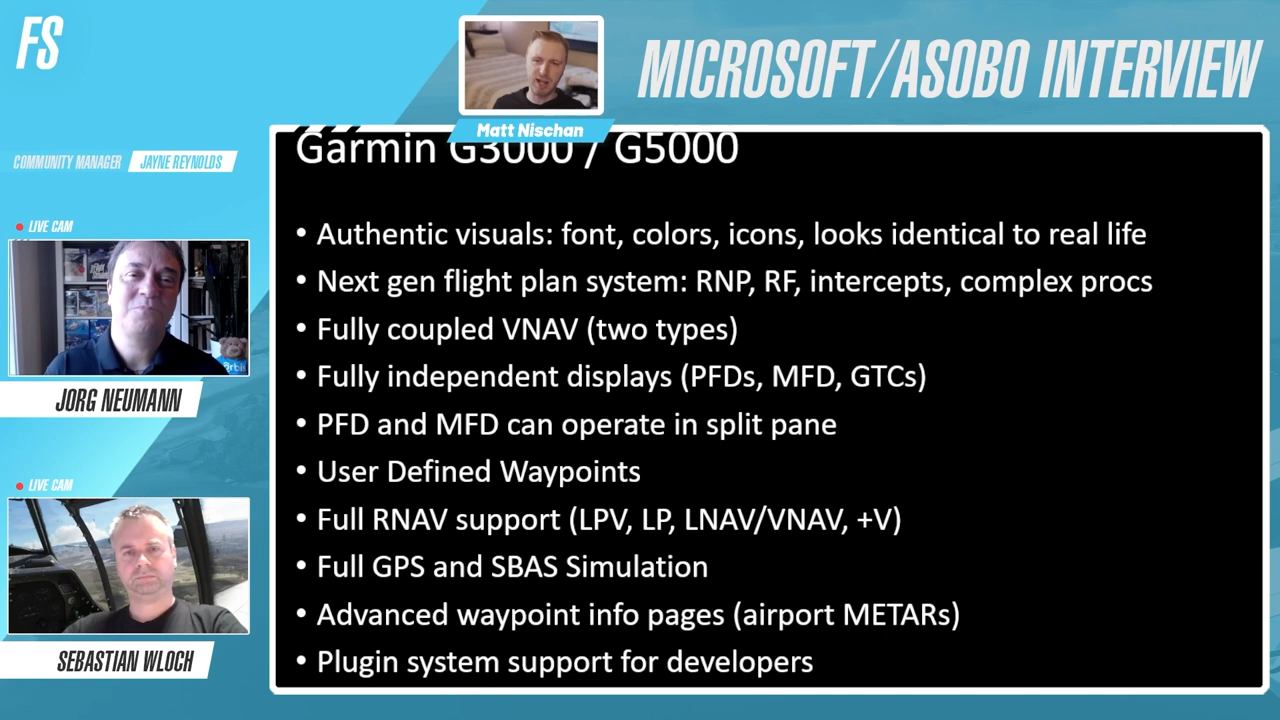 FS
MICROSOFT/ASOBO INTERVIEW
Matt Nischan
COMMUNITY MANAGER JAYNE REYNOLDS
LIVE CAM
JORG NEUMANN
LIVE CAM
SEBASTIAN WLOCH
Garmin G3000 / G5000
• Authentic visuals: font, colors, icons, looks identical to real life
• Next gen flight plan system: RNP, RF, intercepts, complex procs
• Fully coupled VNAV (two types)
• Fully independent displays (PFDs, MFD, GTCs)
• PFD and MFD can operate in split pane
• User Defined Waypoints
• Full RNAV support (LPV, LP, LNAV/VNAV, +V)
• Full GPS and SBAS Simulation
• Advanced waypoint info pages (airport METARs)
• Plugin system support for developers